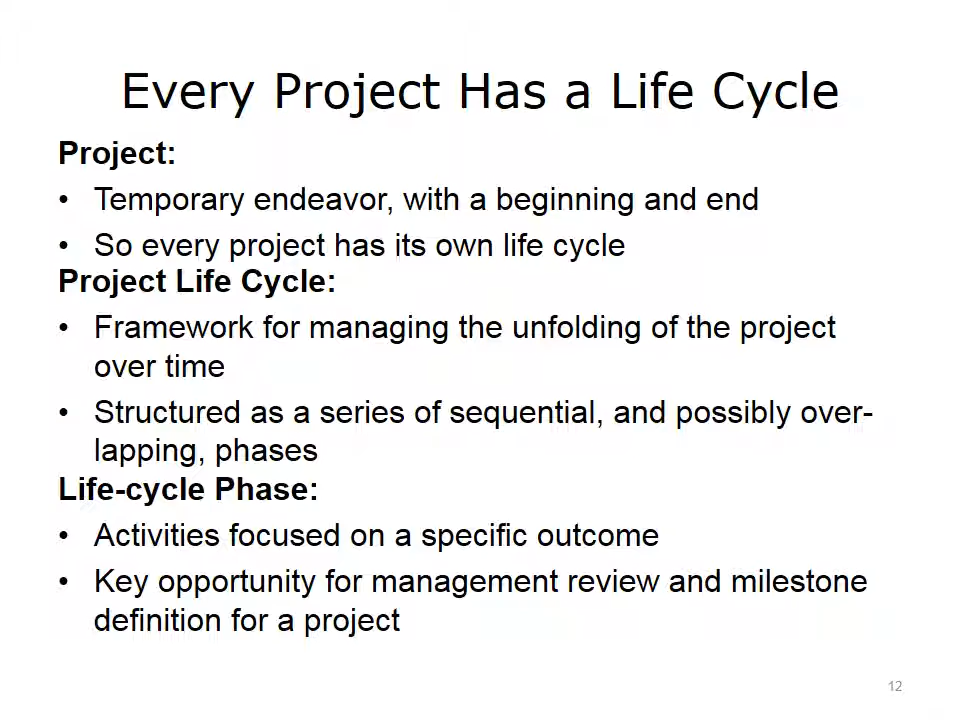 Every Project Has a Life Cycle
Project:
• Temporary endeavor, with a beginning and end
• So every project has its own life cycle
Project Life Cycle:
• Framework for managing the unfolding of the project
over time
• Structured as a series of sequential, and possibly over-
lapping, phases
Life-cycle Phase:
• Activities focused on a specific outcome
• Key opportunity for management review and milestone
definition for a project
12